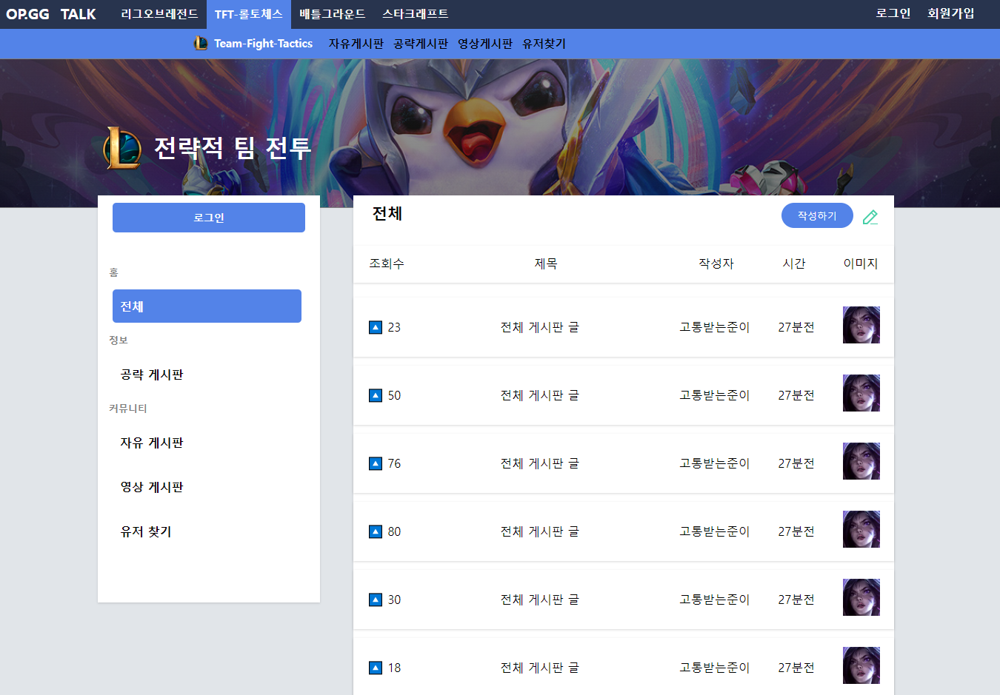 OP.GG TALK 리그오브레전드 TFT-롤토체스 배틀그라운드 스타크래프트 로그인 회원가입
Team-Fight-Tactics 자유게시판 공략게시판 영상게시판 유저찾기
전략적 팀 전투
로그인
홈
전체
정보
공략 게시판
커뮤니티
자유 게시판
영상 게시판
유저 찾기
전체 작성하기
조회수 제목 작성자 시간 이미지
23 전체 게시판 글 고통받는준이 27분전
50 전체 게시판 글 고통받는준이 27분전
76 전체 게시판 글 고통받는준이 27분전
80 전체 게시판 글 고통받는준이 27분전
30 전체 게시판 글 고통받는준이 27분전
18 전체 게시판 글 고통받는준이 27분전